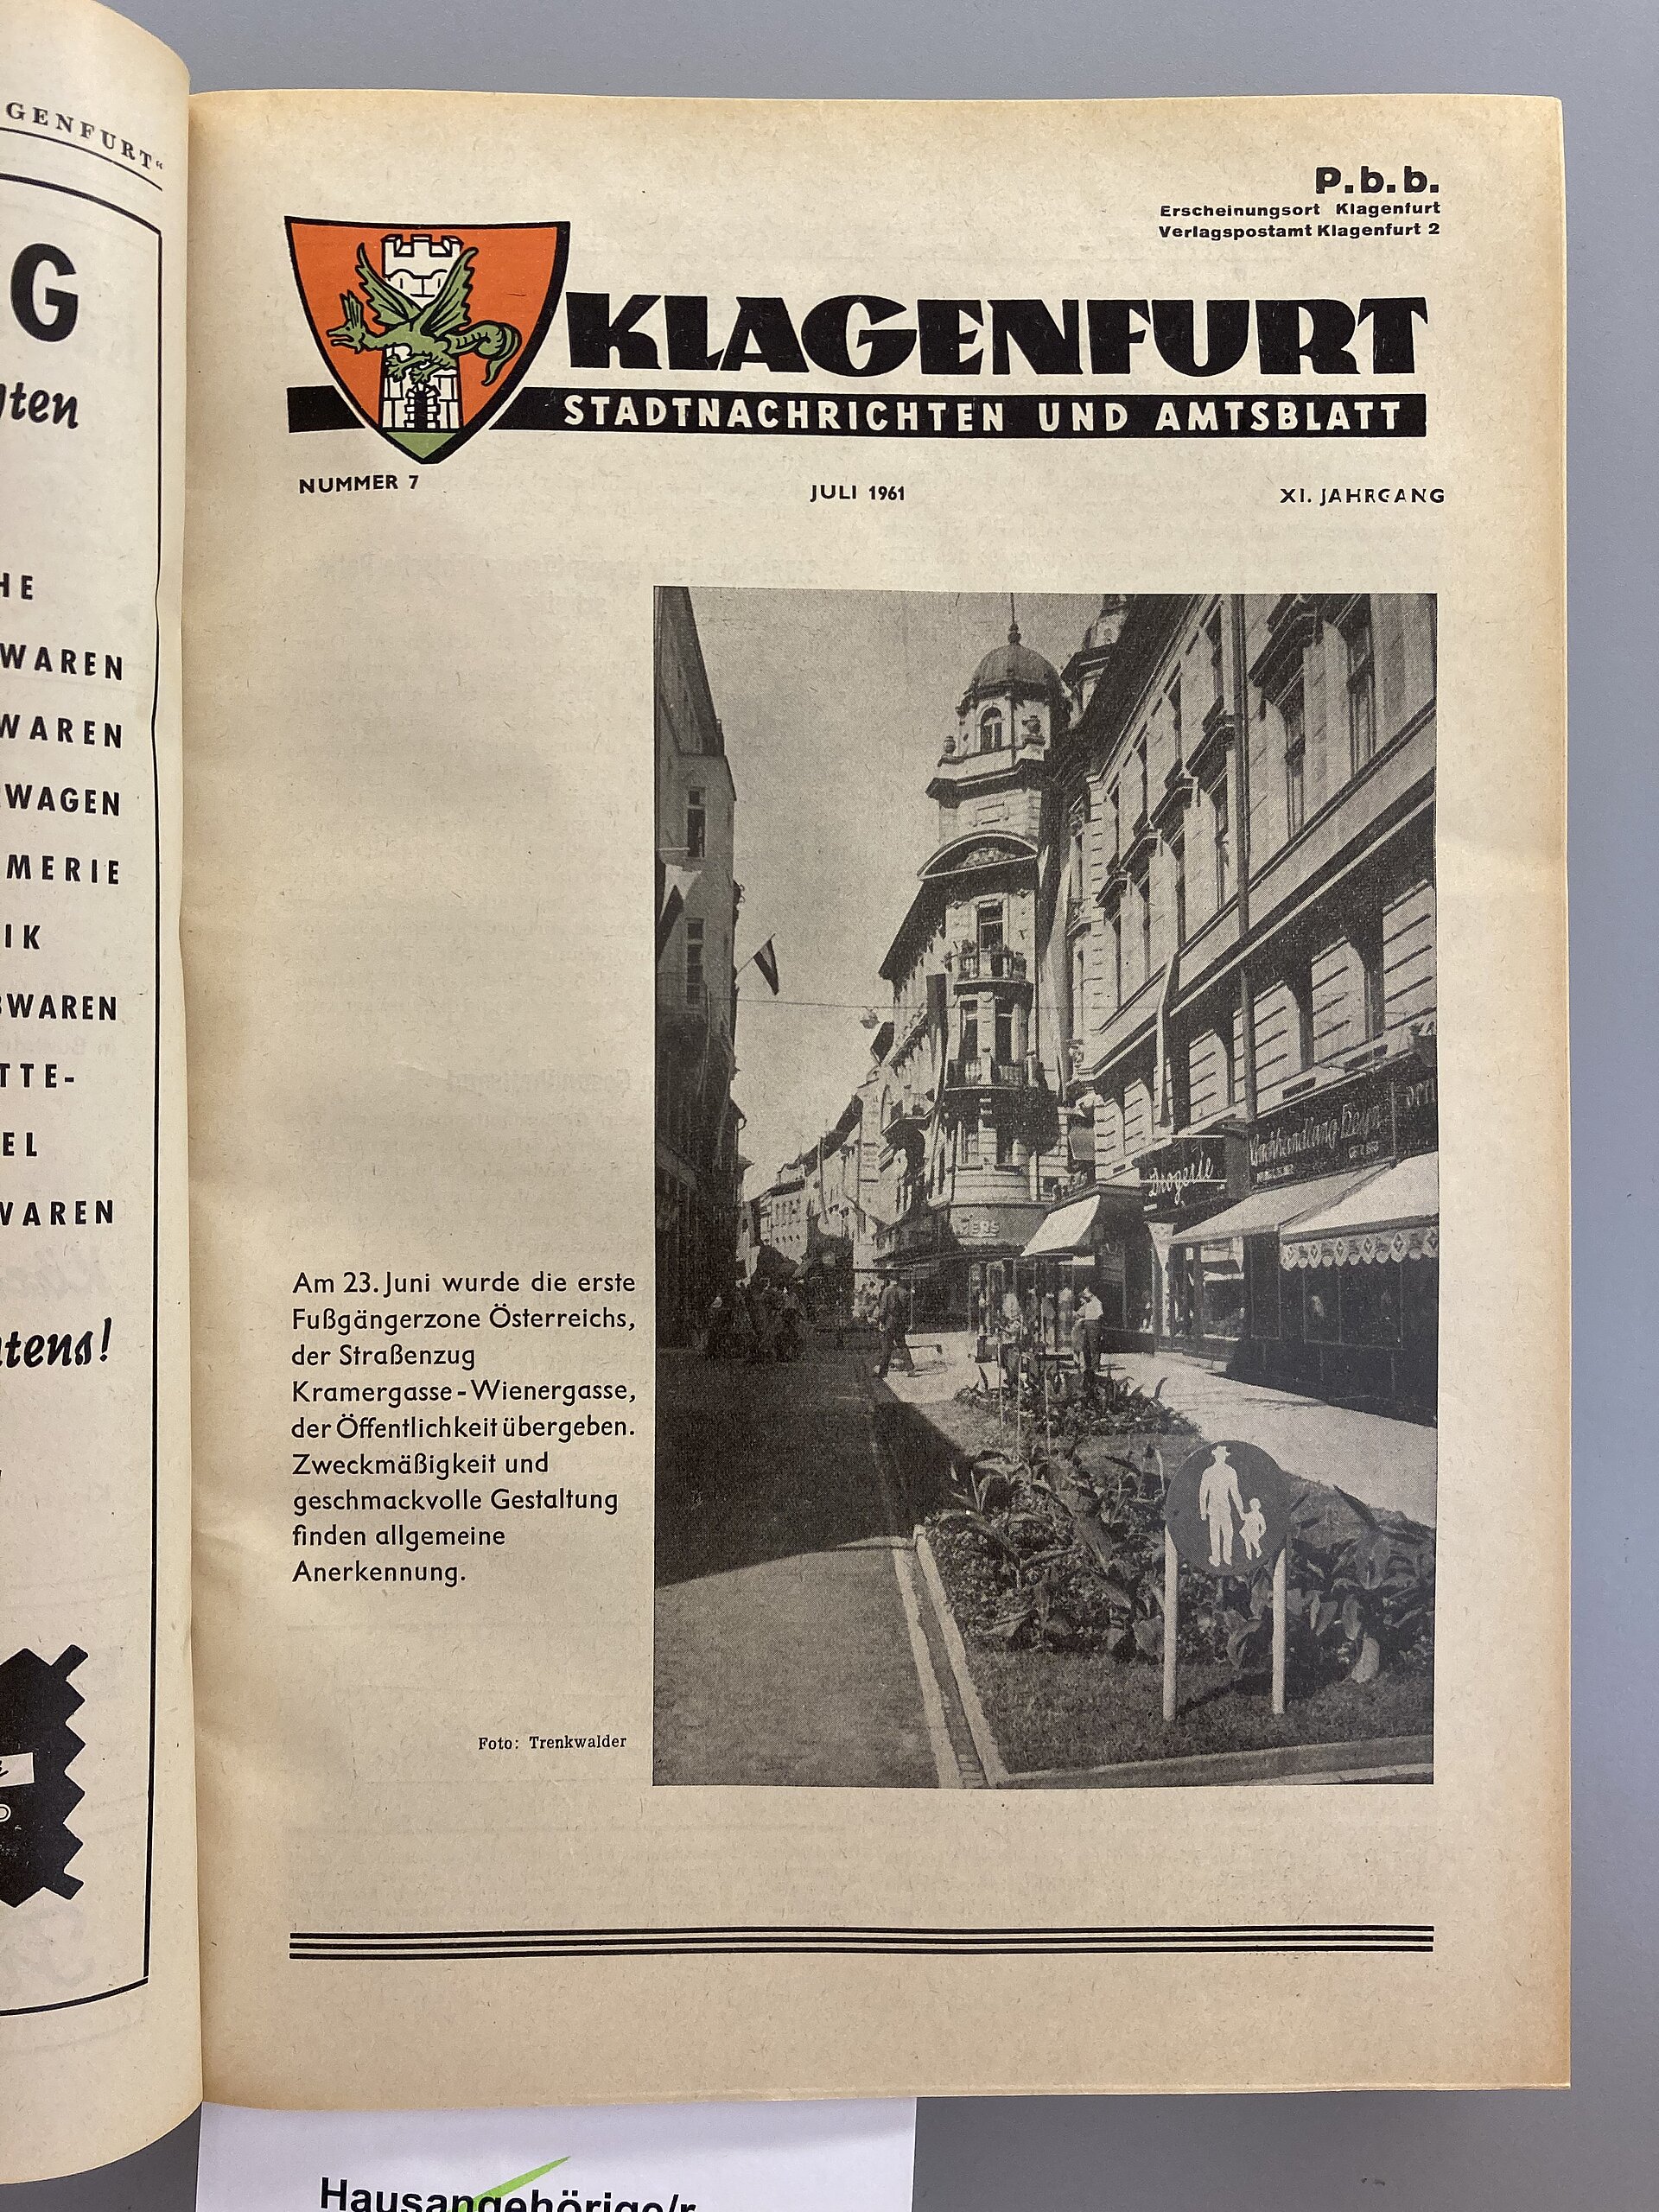 GENFURT“
G
HE
WAREN
WAREN
WAGEN
MERIE
IK
WAREN
TTE-
EL
WAREN
P.b.b.
Erscheinungsort Klagenfurt
Verlagspostamt Klagenfurt 2
KLAGENFURT
STADTNACHRICHTEN UND AMTSBLATT
NUMMER 7
JULI 1961
XI. JAHRGANG
Drogerie
Am 23. Juni wurde die erste
Fußgängerzone Österreichs,
der Straßenzug
Kramergasse-Wienergasse,
der Öffentlichkeit übergeben.
Zweckmäßigkeit und
geschmackvolle Gestaltung
finden allgemeine
Anerkennung.
Foto: Trenkwalder
Hausangehörige/r